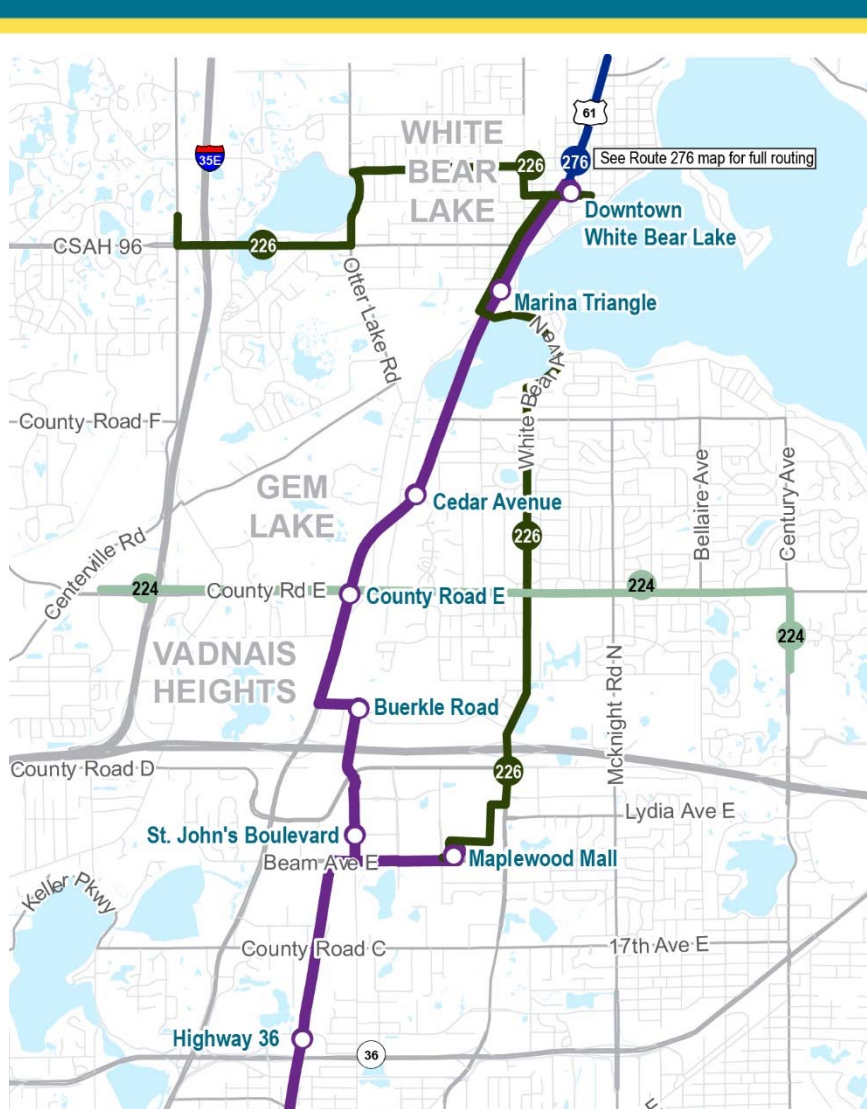 61
WHITE
BEAR
LAKE
35E
226
276
See Route 276 map for full routing
Downtown
White Bear Lake
CSAH 96
226
Otter Lake Rd
Marina Triangle
White Bear Ave N
County Road F
GEM
LAKE
Cedar Avenue
Bellaire Ave
Century Ave
226
Centerville Rd
224
County Rd E
County Road E
224
224
VADNAIS
HEIGHTS
Buerkle Road
Mcknight Rd N
County Road D
226
Lydia Ave E
St. John's Boulevard
Beam Ave E
Maplewood Mall
Keller Pkwy
County Road C
17th Ave E
Highway 36
36